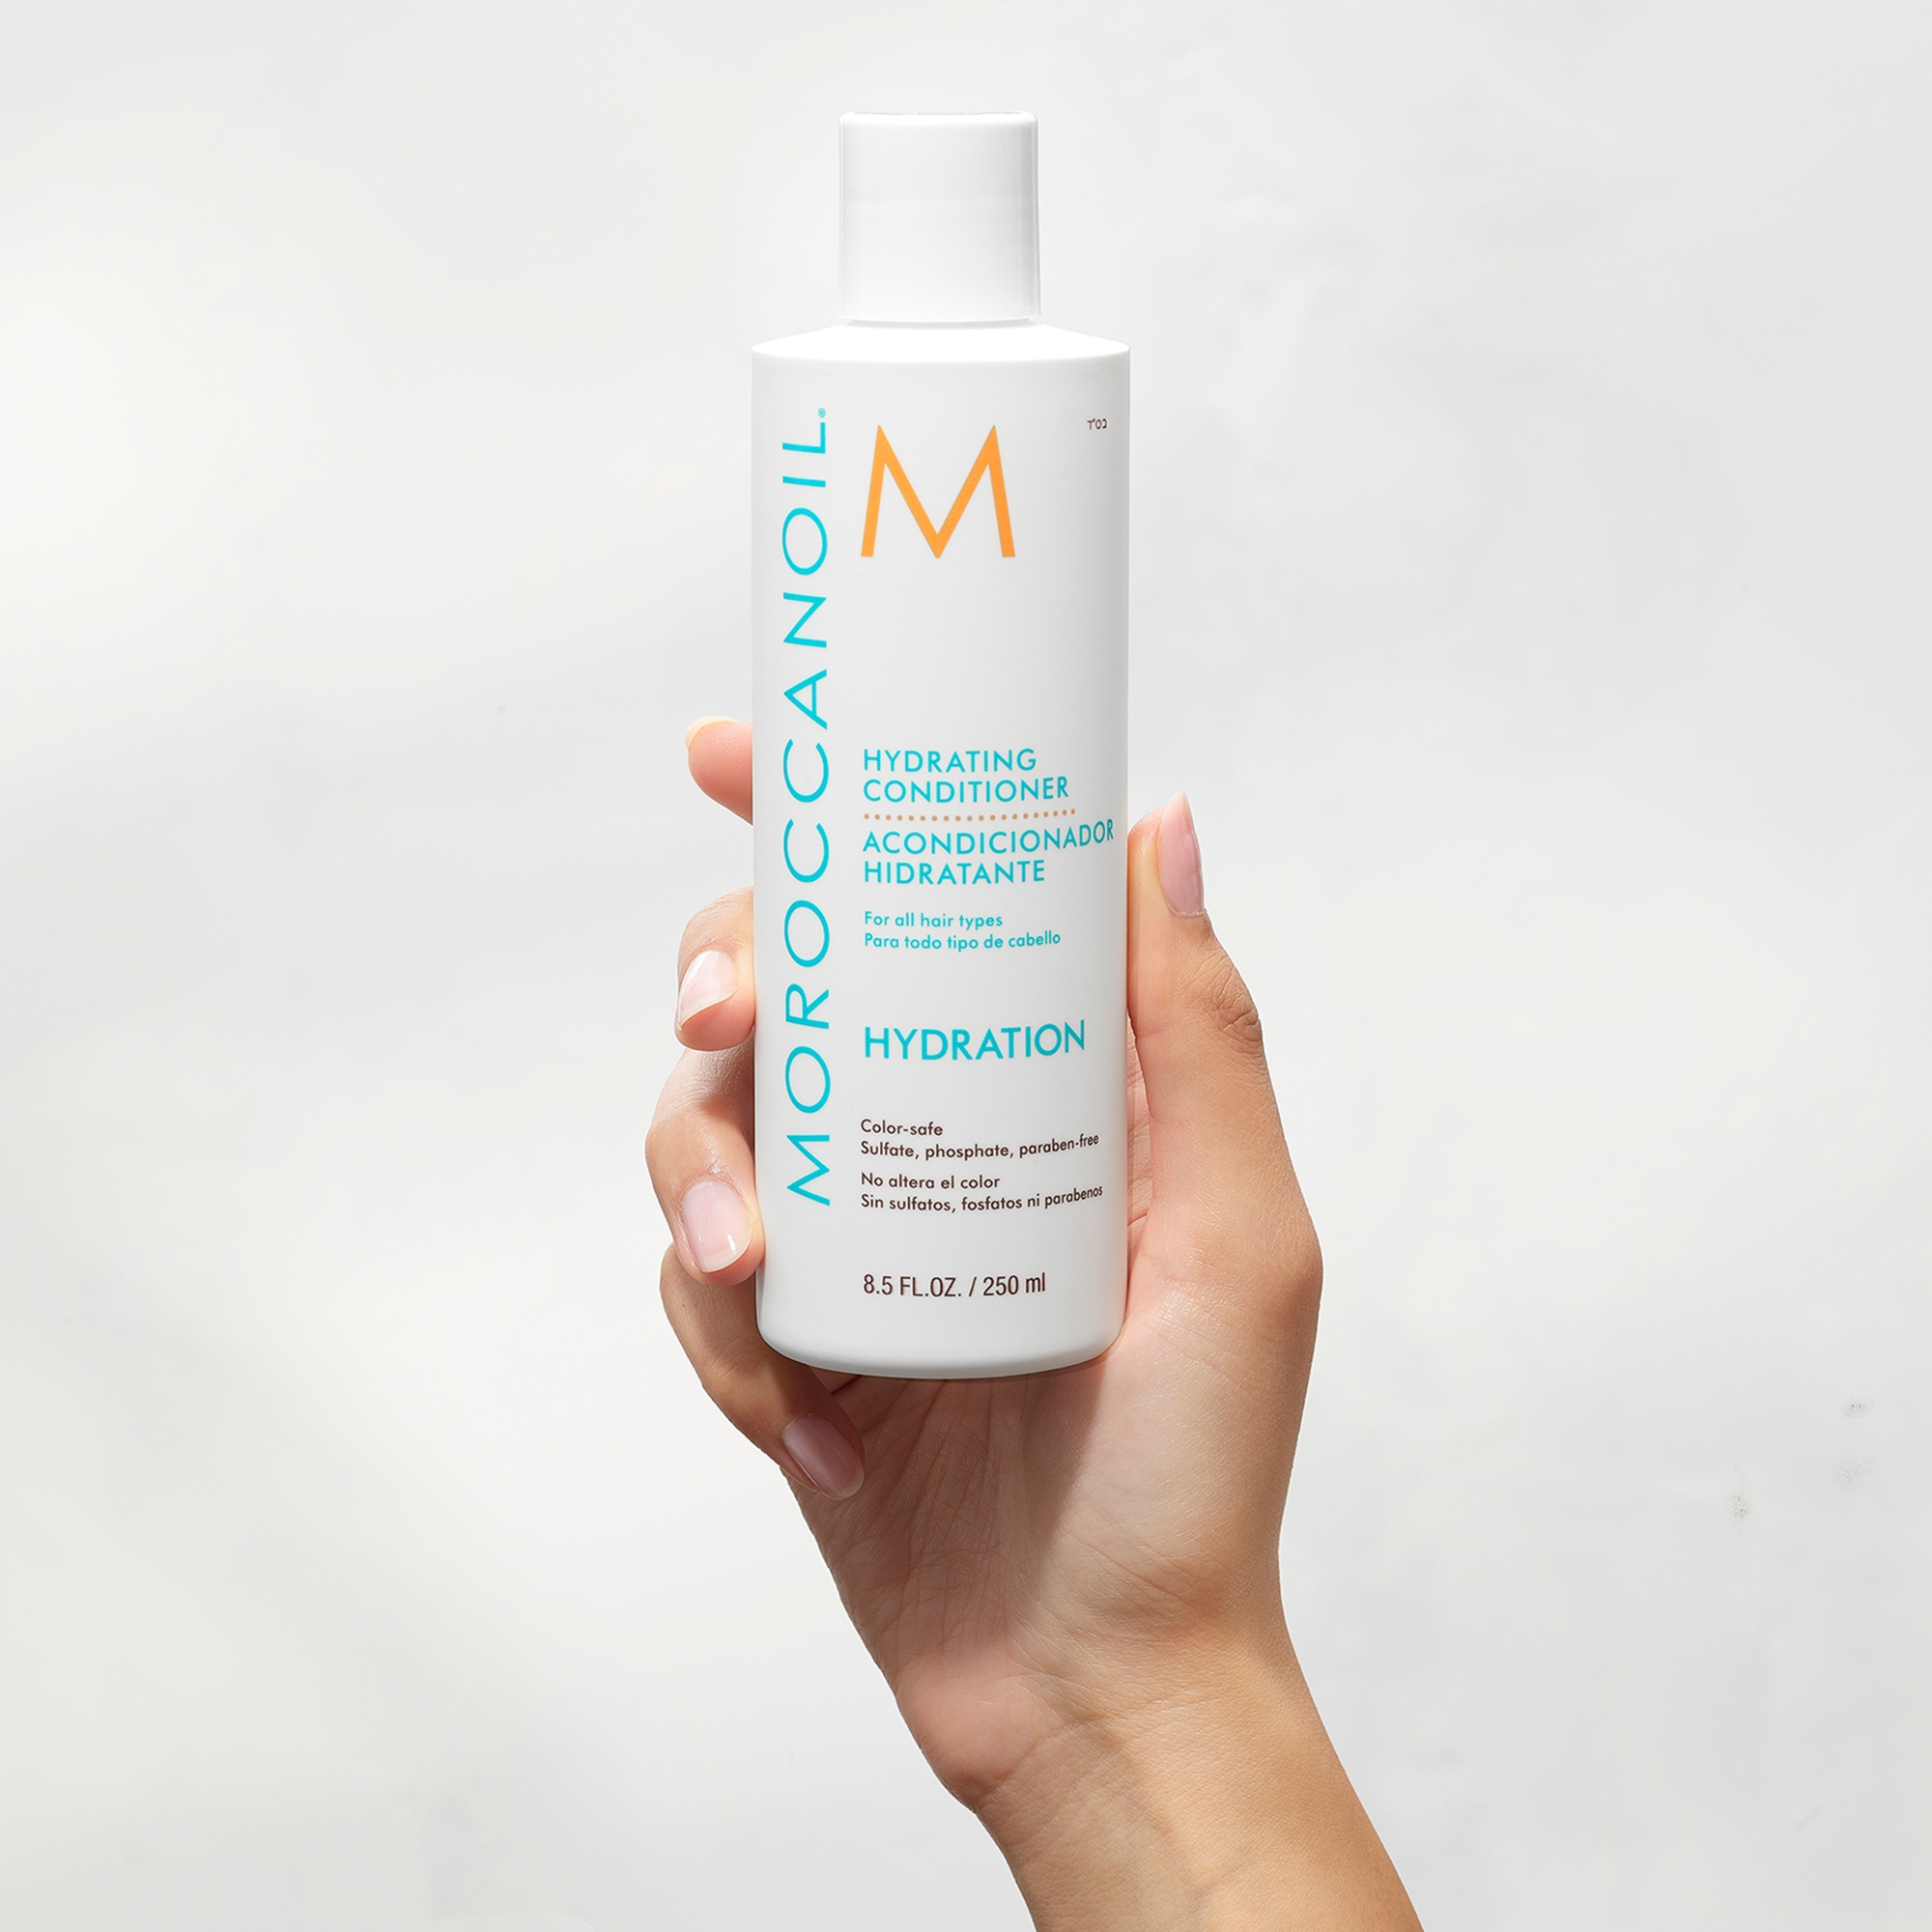 MOROCCANOIL®
M
בס"ד
HYDRATING
CONDITIONER
ACONDICIONADOR
HIDRATANTE
For all hair types
Para todo tipo de cabello
HYDRATION
Color-safe
Sulfate, phosphate, paraben-free
No altera el color
Sin sulfatos, fosfatos ni parabenos
8.5 FL.OZ. / 250 ml